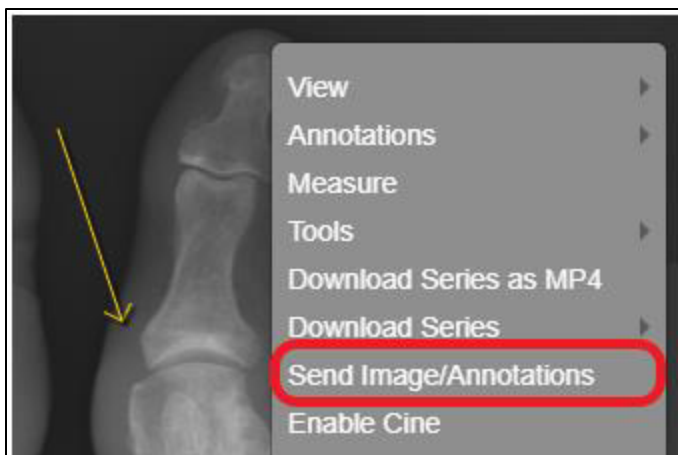 View
Annotations
Measure
Tools
Download Series as MP4
Download Series
Send Image/Annotations
Enable Cine